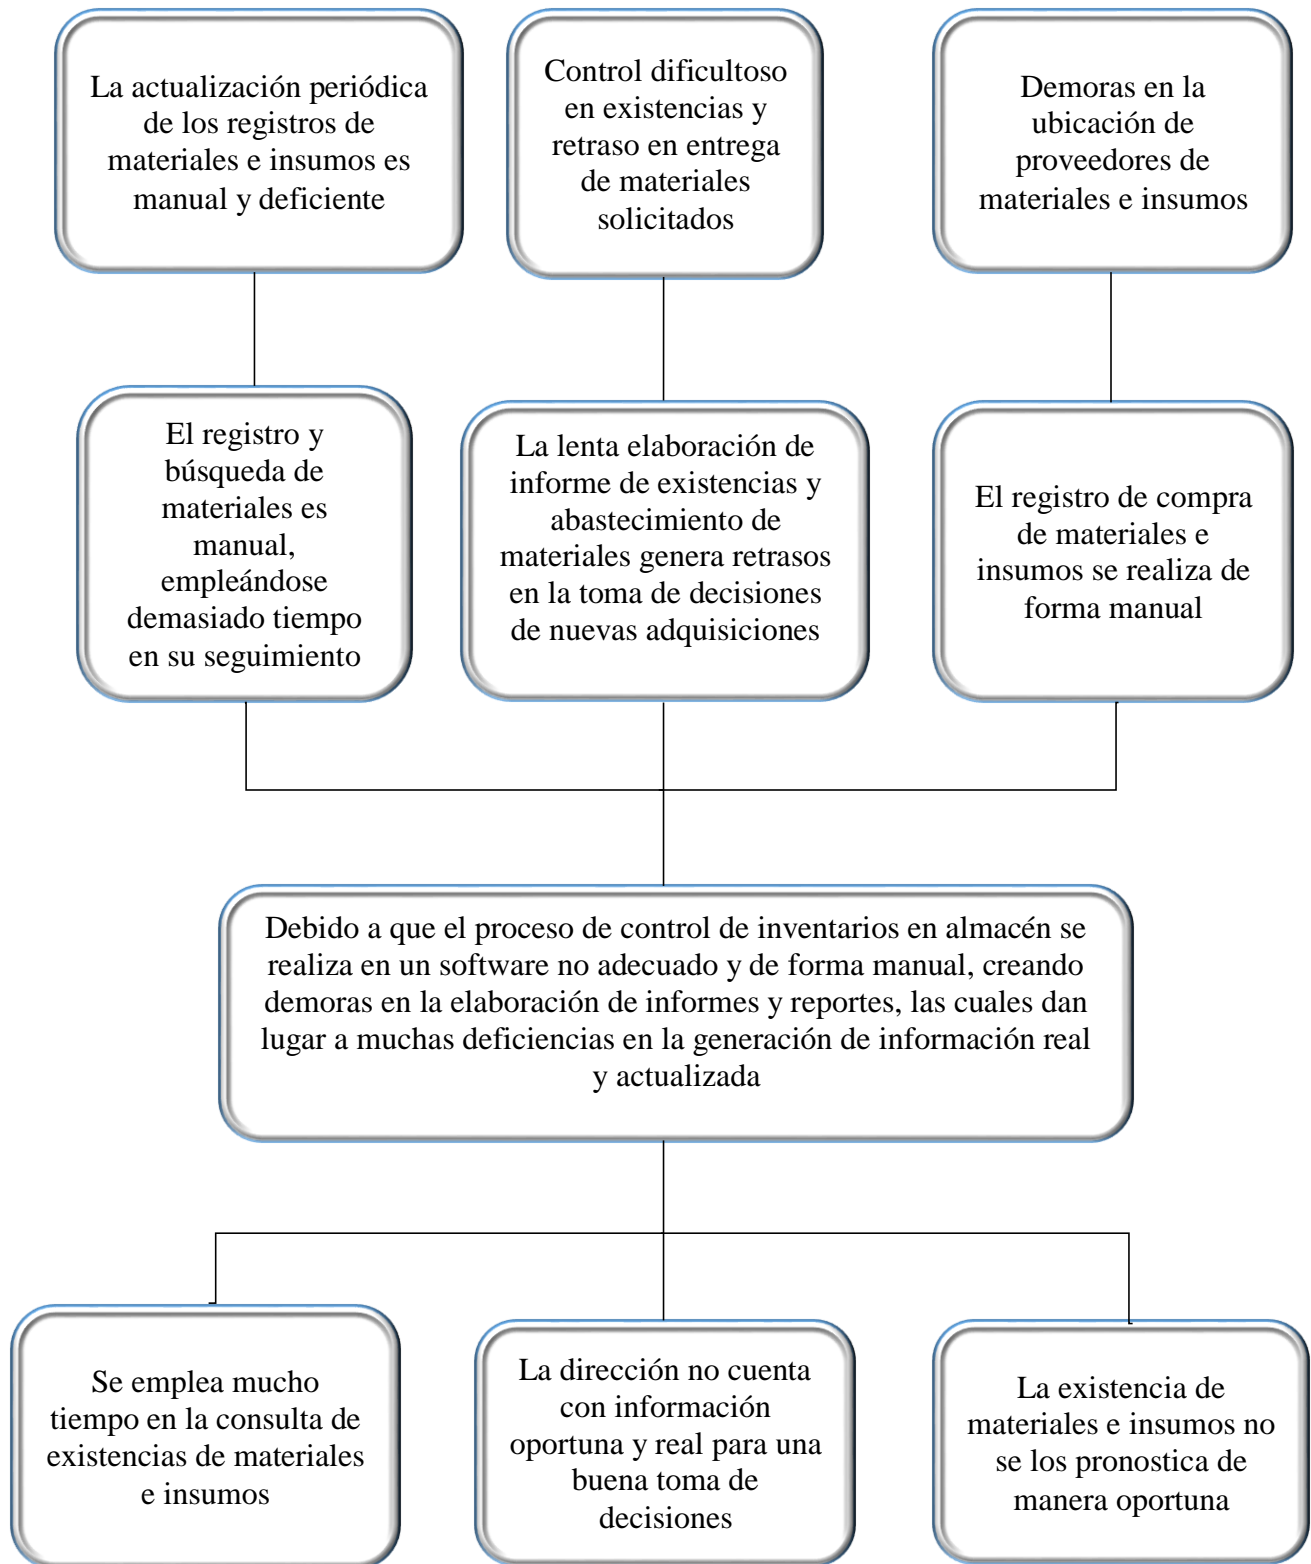 La actualización periódica
de los registros de
materiales e insumos es
manual y deficiente
Control dificultoso
en existencias y
retraso en entrega
de materiales
solicitados
Demoras en la
ubicación de
proveedores de
materiales e insumos
El registro y
búsqueda de
materiales es
manual,
empleándose
demasiado tiempo
en su seguimiento
La lenta elaboración de
informe de existencias y
abastecimiento de
materiales genera retrasos
en la toma de decisiones
de nuevas adquisiciones
El registro de compra
de materiales e
insumos se realiza de
forma manual
Debido a que el proceso de control de inventarios en almacén se
realiza en un software no adecuado y de forma manual, creando
demoras en la elaboración de informes y reportes, las cuales dan
lugar a muchas deficiencias en la generación de información real
y actualizada
Se emplea mucho
tiempo en la consulta de
existencias de materiales
e insumos
La dirección no cuenta
con información
oportuna y real para una
buena toma de
decisiones
La existencia de
materiales e insumos no
se los pronostica de
manera oportuna